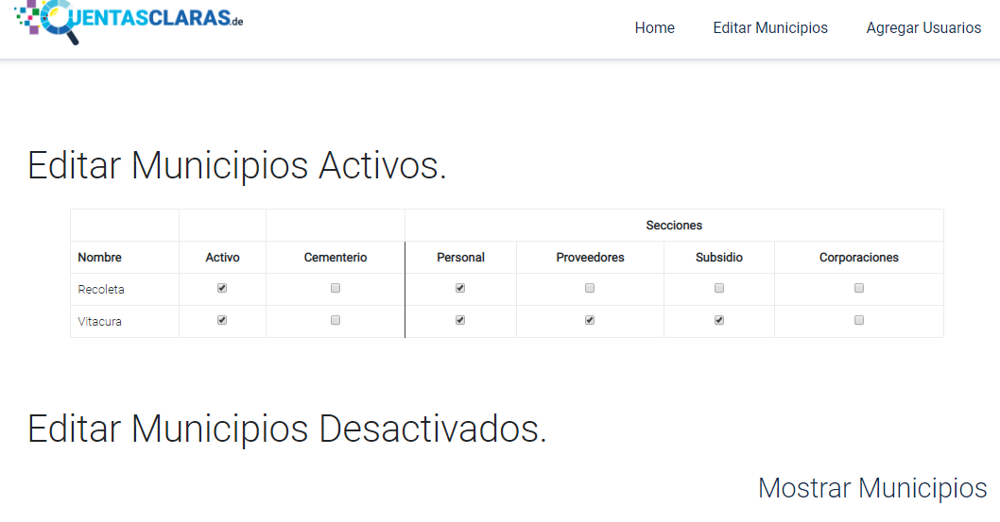 CUENTASCLARAS.de
Home Editar Municipios Agregar Usuarios
Editar Municipios Activos.
Secciones
Nombre Activo Cementerio Personal Proveedores Subsidio Corporaciones
Recoleta
Vitacura
Editar Municipios Desactivados.
Mostrar Municipios